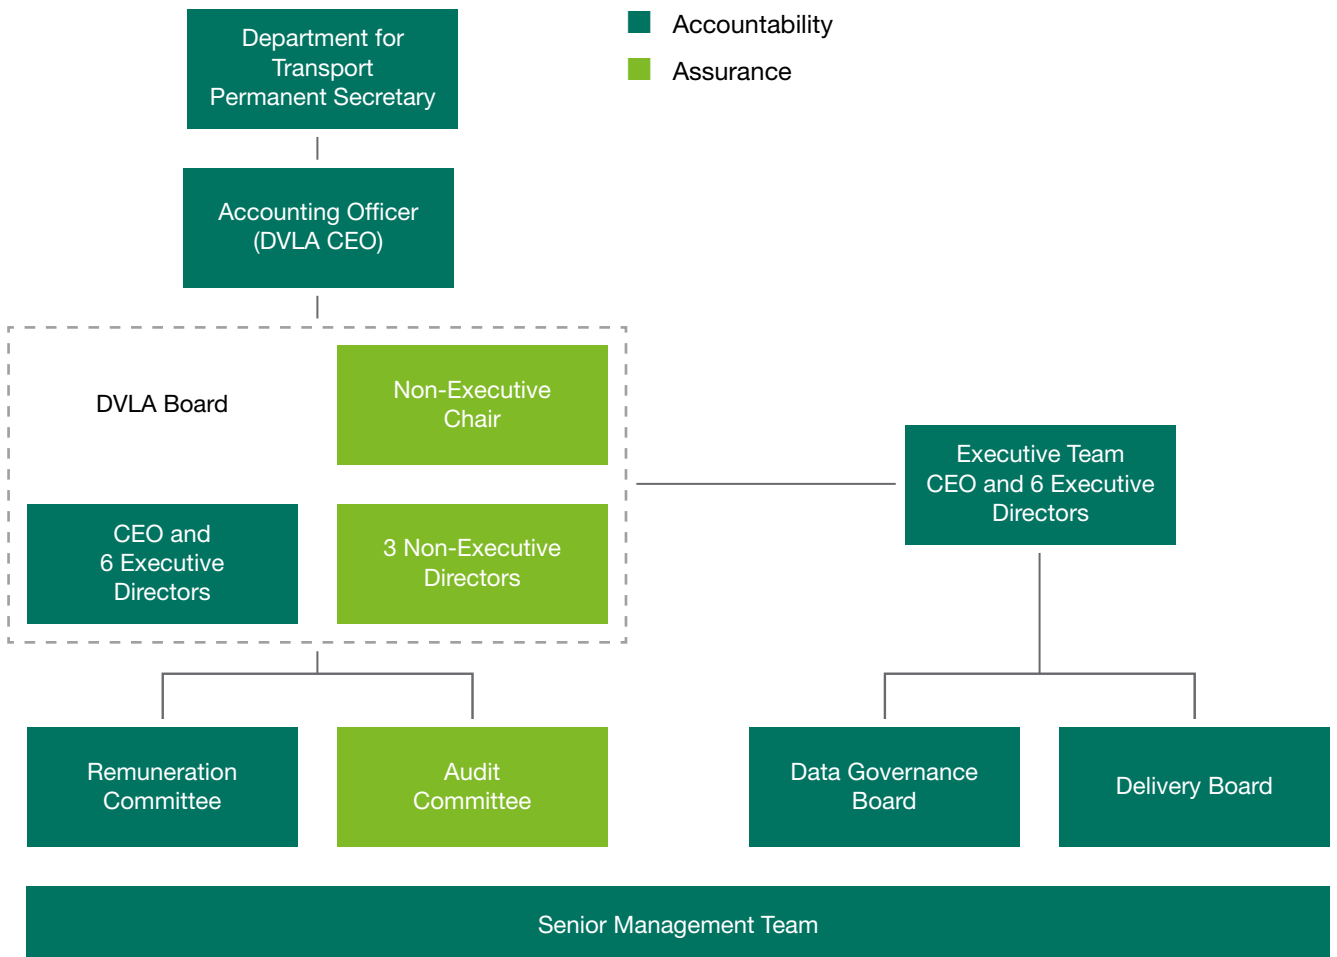 Department for
Transport
Permanent Secretary
Accountability
Assurance
Accounting Officer
(DVLA CEO)
DVLA Board
Non-Executive
Chair
CEO and
6 Executive
Directors
3 Non-Executive
Directors
Executive Team
CEO and 6 Executive
Directors
Remuneration
Committee
Audit
Committee
Data Governance
Board
Delivery Board
Senior Management Team